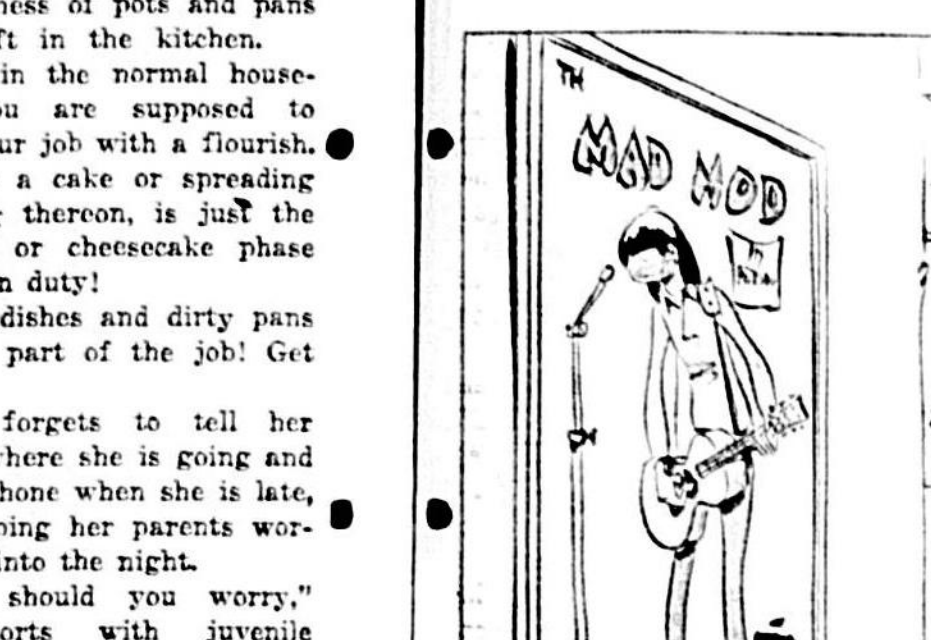 ness of pots and pans
ft in the kitchen.
in the normal house-
ou are supposed to
ur job with a flourish.
a cake or spreading
thereon, is just the
or cheesecake phase
n duty!
dishes and dirty pans
part of the job! Get
forgets to tell her
where she is going and
hone when she is late,
ping her parents wor-
into the night.
should you worry,"
orts with juvenile
TH
MAD MOD